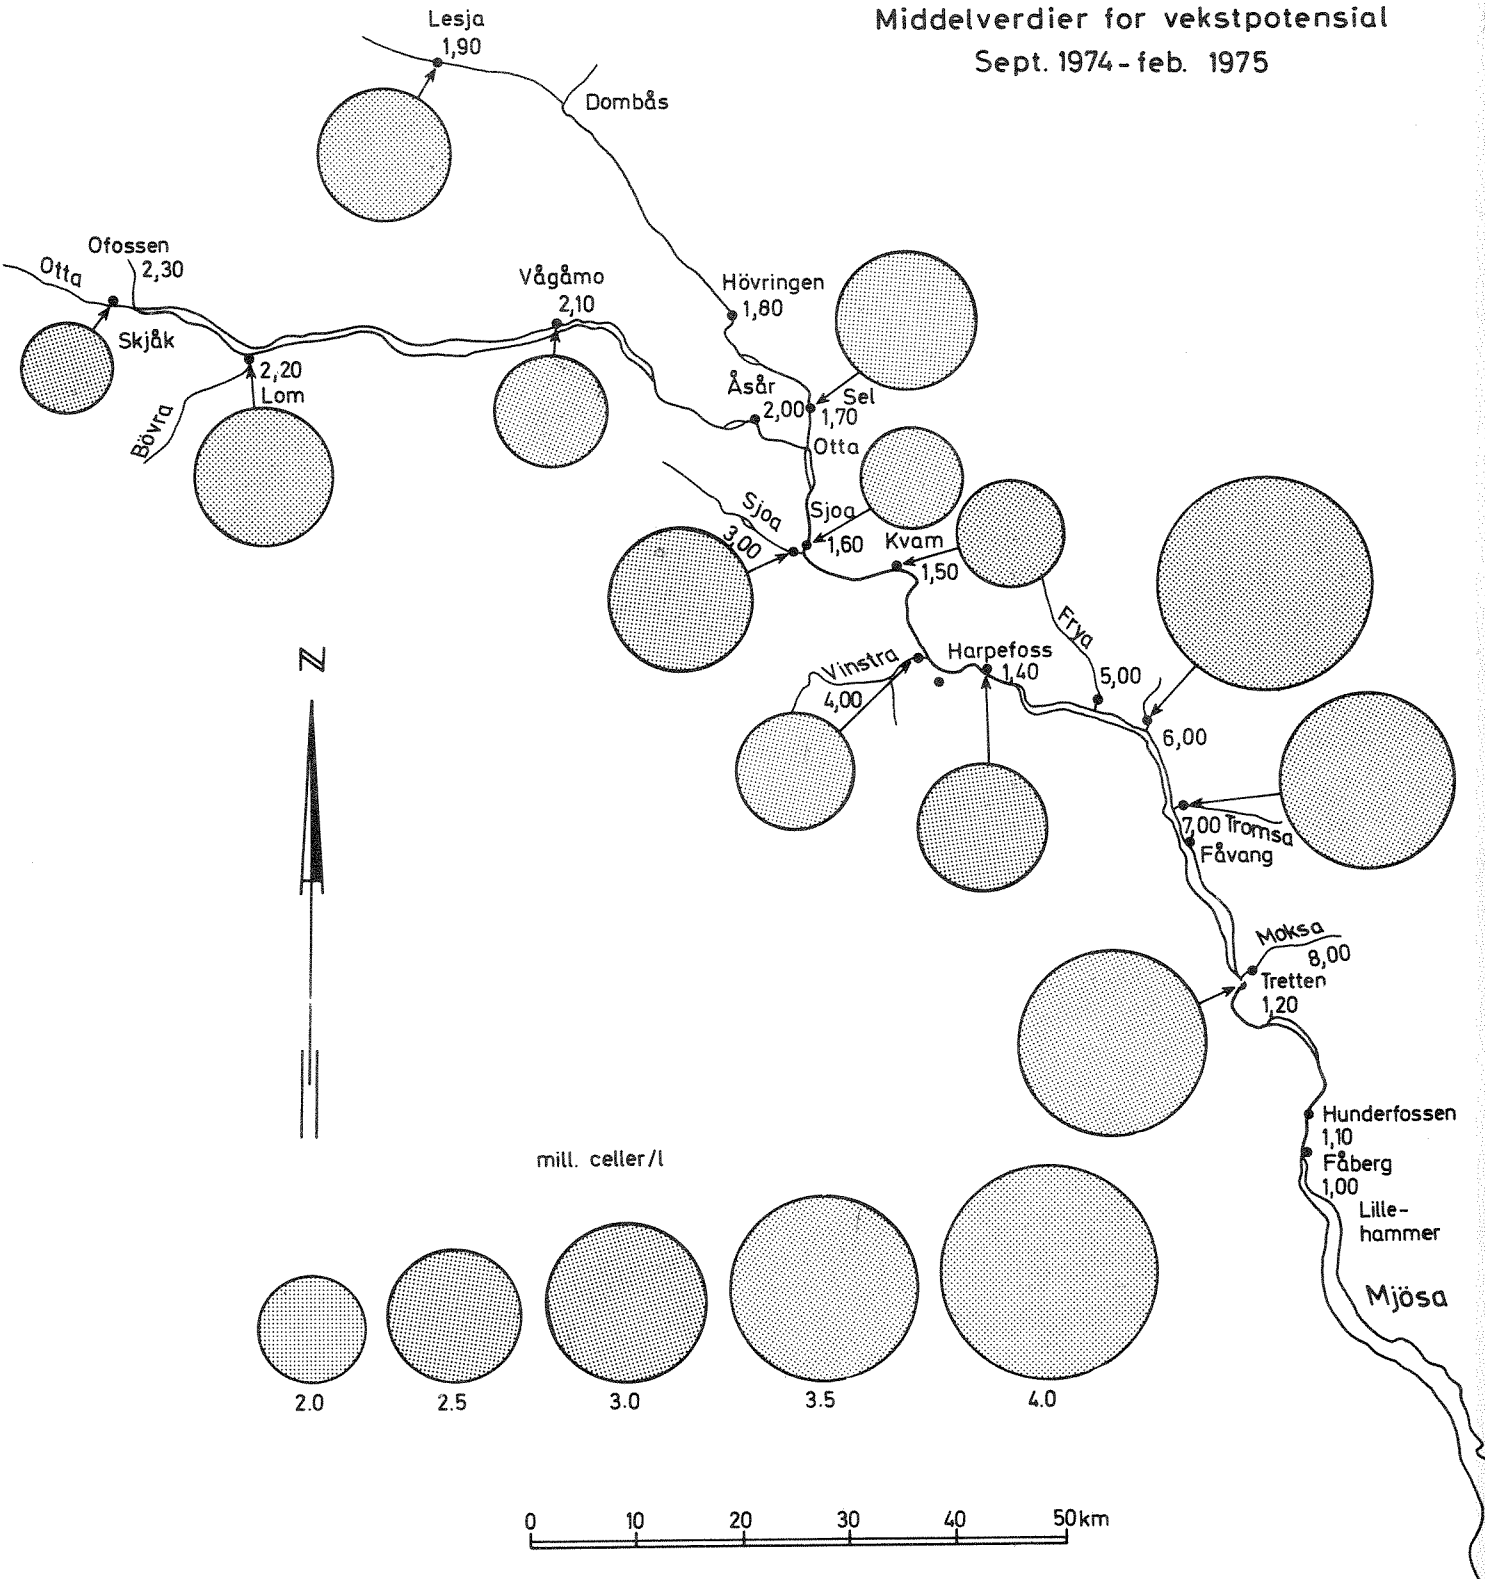 Middelverdier for vekstpotensial
Sept. 1974 - feb. 1975
Lesja
1,90
Dombås
Otta
Ofossen
2,30
Skjåk
Vågåmo
2,10
Hövringen
1,80
2,20
Lom
Bövra
Åsår
2,00
Sel
1,70
Otta
Sjoa
3,00
Sjoa
1,60
Kvam
1,50
Frya
5,00
Vinstra
4,00
Harpefoss
1,40
6,00
7,00 Tromsa
Fåvang
Moksa
8,00
Tretten
1,20
Hunderfossen
1,10
Fåberg
1,00
Lille-
hammer
Mjösa
N
mill. celler/l
2.0 2.5 3.0 3.5 4.0
0 10 20 30 40 50 km